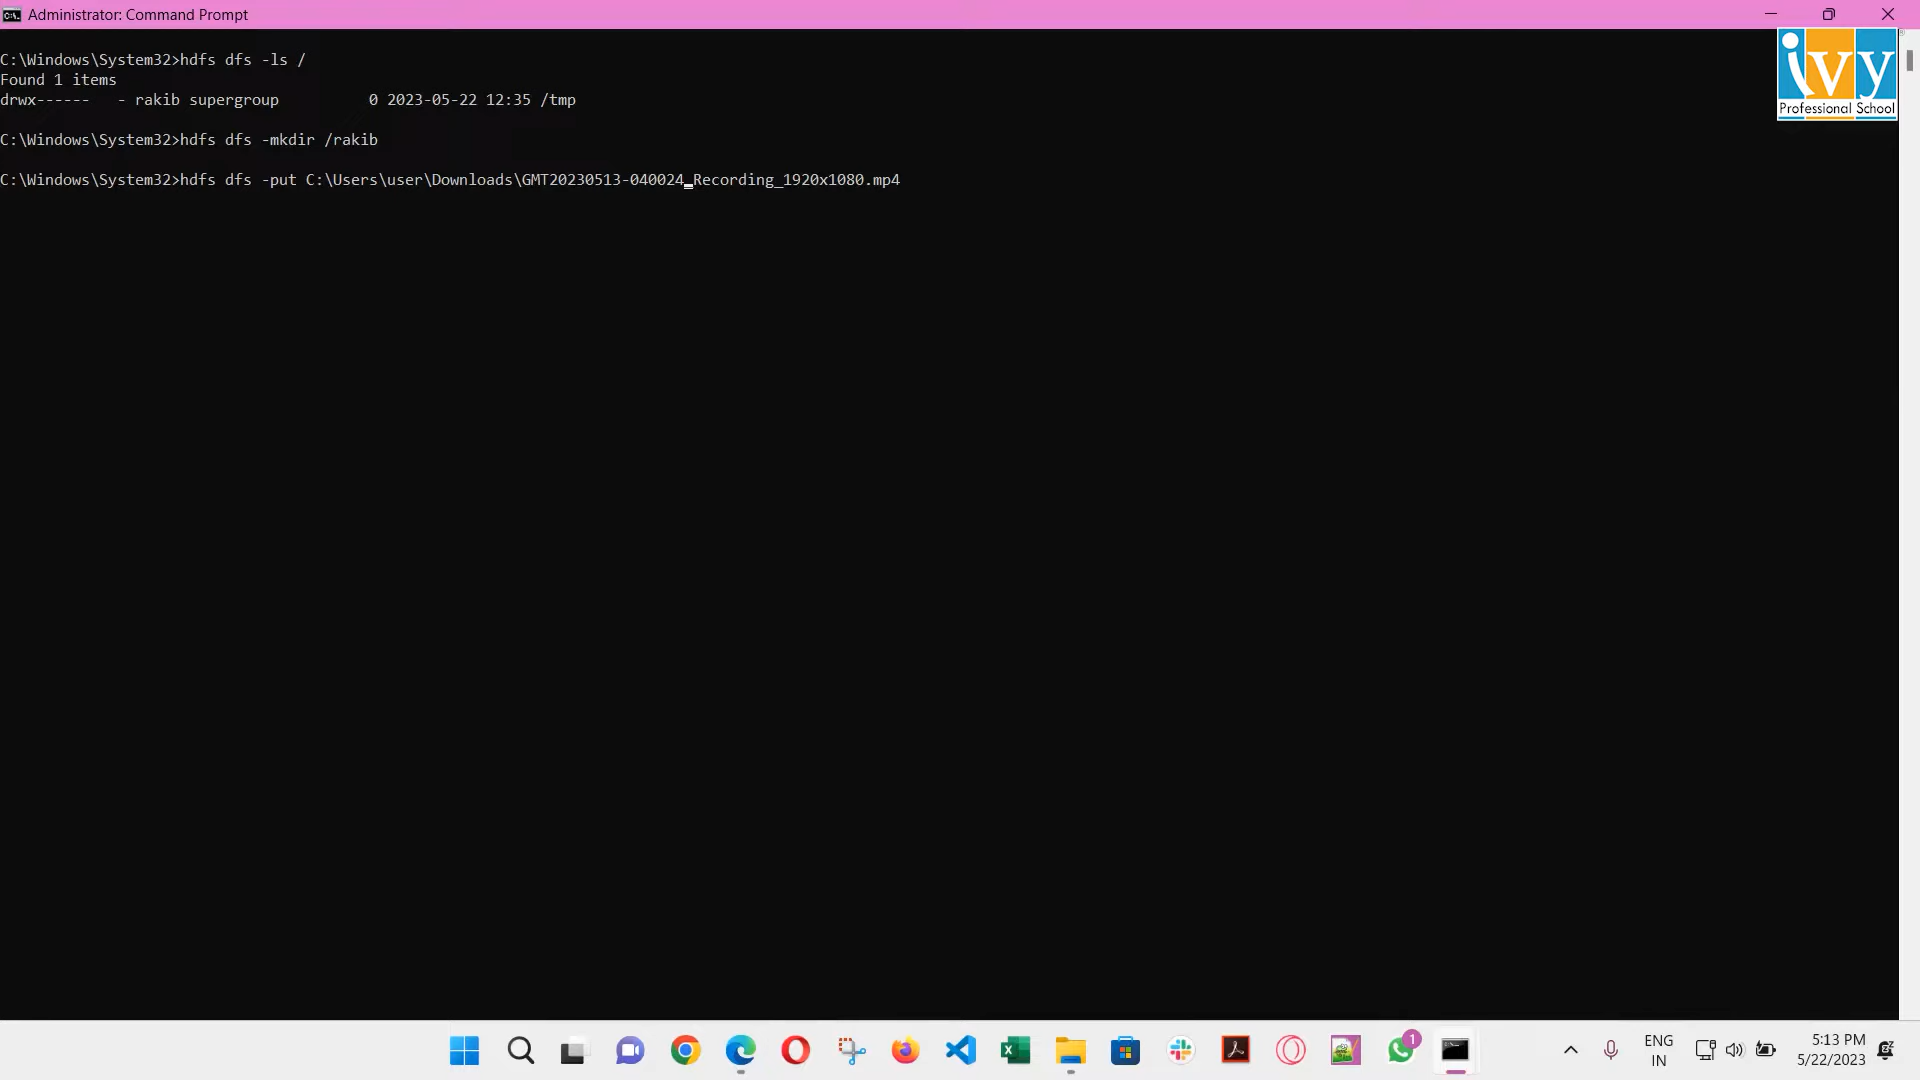 Administrator: Command Prompt
C:\Windows\System32>hdfs dfs -ls /
Found 1 items
drwx------   - rakib supergroup          0 2023-05-22 12:35 /tmp
C:\Windows\System32>hdfs dfs -mkdir /rakib
C:\Windows\System32>hdfs dfs -put C:\Users\user\Downloads\GMT20230513-040024_Recording_1920x1080.mp4
ivy
Professional School
1
ENG
IN
5:13 PM
5/22/2023